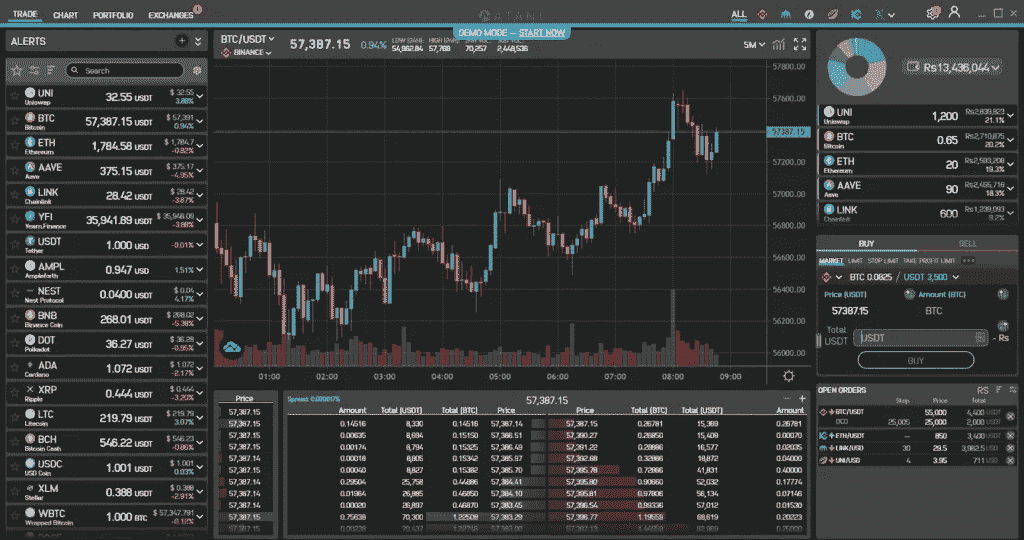 TRADE CHART PORTFOLIO EXCHANGES
ATANI
ALL
DEMO MODE — START NOW
ALERTS
Search
UNI 32.55 USDT $ 32.55
Uniswap 3.88%
BTC 57,387.15 USDT $ 57,391
Bitcoin 0.94%
ETH 1,784.58 USDT $ 1,784.7
Ethereum -0.82%
AAVE 375.15 USDT $ 375.17
Aave -4.95%
LINK 28.42 USDT $ 28.42
Chainlink -3.87%
YFI 35,941.89 USDT $ 35,948.09
Yearn.Finance -3.88%
USDT 1.000 USD -0.01%
Tether
AMPL 0.947 USD 1.51%
Ampleforth
NEST 0.0400 USDT $ 0.04
Nest Protocol 4.17%
BNB 268.01 USDT $ 268.02
Binance Coin -5.38%
DOT 36.27 USDT $ 36.28
Polkadot -0.95%
ADA 1.072 USDT $ 1.072
Cardano -2.17%
XRP 0.444 USDT $ 0.444
Ripple -3.20%
LTC 219.79 USDT $ 219.79
Litecoin 3.07%
BCH 546.22 USDT $ 546.23
Bitcoin Cash -0.86%
USDC 1.001 USDT $ 1.001
USD Coin 0.03%
XLM 0.388 USDT $ 0.388
Stellar -2.91%
WBTC 1.000 BTC $ 57,347.791
Wrapped Bitcoin
BTC/USDT
BINANCE
57,387.15 0.94%
70,257 2,448,536
5M
57800.00
57600.00
57387.15
57200.00
57000.00
56800.00
56600.00
56400.00
56200.00
56000.00
01:00 02:00 03:00 04:00 05:00 06:00 07:00 08:00 09:00
Price
57,387.15
57,387.15
57,387.15
57,387.14
57,387.15
57,387.15
57,387.14
57,387.14
57,387.14
57,387.15
57,387.15
57,387.15
Amount Total (USDT) Total (BTC) Price Price Total (BTC) Total (USDT) Amount
0.14516 8,330 0.14516 57,387.14 57,387.15 0.26781 15,369 0.26781
0.00635 8,694 0.15150 57,386.51 57,390.27 0.26850 15,409 0.00070
0.00174 8,794 0.15325 57,386.49 57,391.22 0.28886 16,577 0.02035
0.00018 8,805 0.15342 57,385.97 57,392.68 18,872 0.04000
0.00040 8,827 0.15382 57,385.70 57,395.78 0.72886 41,831 0.40000
0.29504 25,758 0.44886 57,384.41 57,395.80 0.90660 52,032 0.17774
0.01964 26,885 0.46850 57,384.10 57,395.81 0.97806 56,134 0.07146
0.00020 26,897 0.46870 57,383.45 57,396.54 0.99336 57,012 0.01530
0.75638 70,300 1.22508 57,383.29 57,396.77 1.19559 68,619 0.20223
Rs13,436,044
UNI 1,200 Rs2,839,823
Uniswap 21.1%
BTC 0.65 Rs2,710,875
Bitcoin 20.2%
ETH 20 Rs2,583,206
Ethereum 19.3%
AAVE 90 Rs2,455,716
Aave 18.3%
LINK 600 Rs1,239,993
Chainlink 9.2%
BUY SELL
MARKET LIMIT STOP LIMIT TAKE PROFIT LIMIT
BTC 0.0825 / USDT 3,500
Price (USDT) Amount (BTC)
57387.15 BTC
Total
USDT USDT - Rs
BUY
OPEN ORDERS RS
Stop Price Total
BTC/USDT 55,000 4,400 USDT
OCO 25,005 25,000 2,000 USDT
ETH/USDT — 850 3,400 USDT
LINK/USD 30 29.5 3,982.5 USD
UNI/USD 4 3.95 711 USD